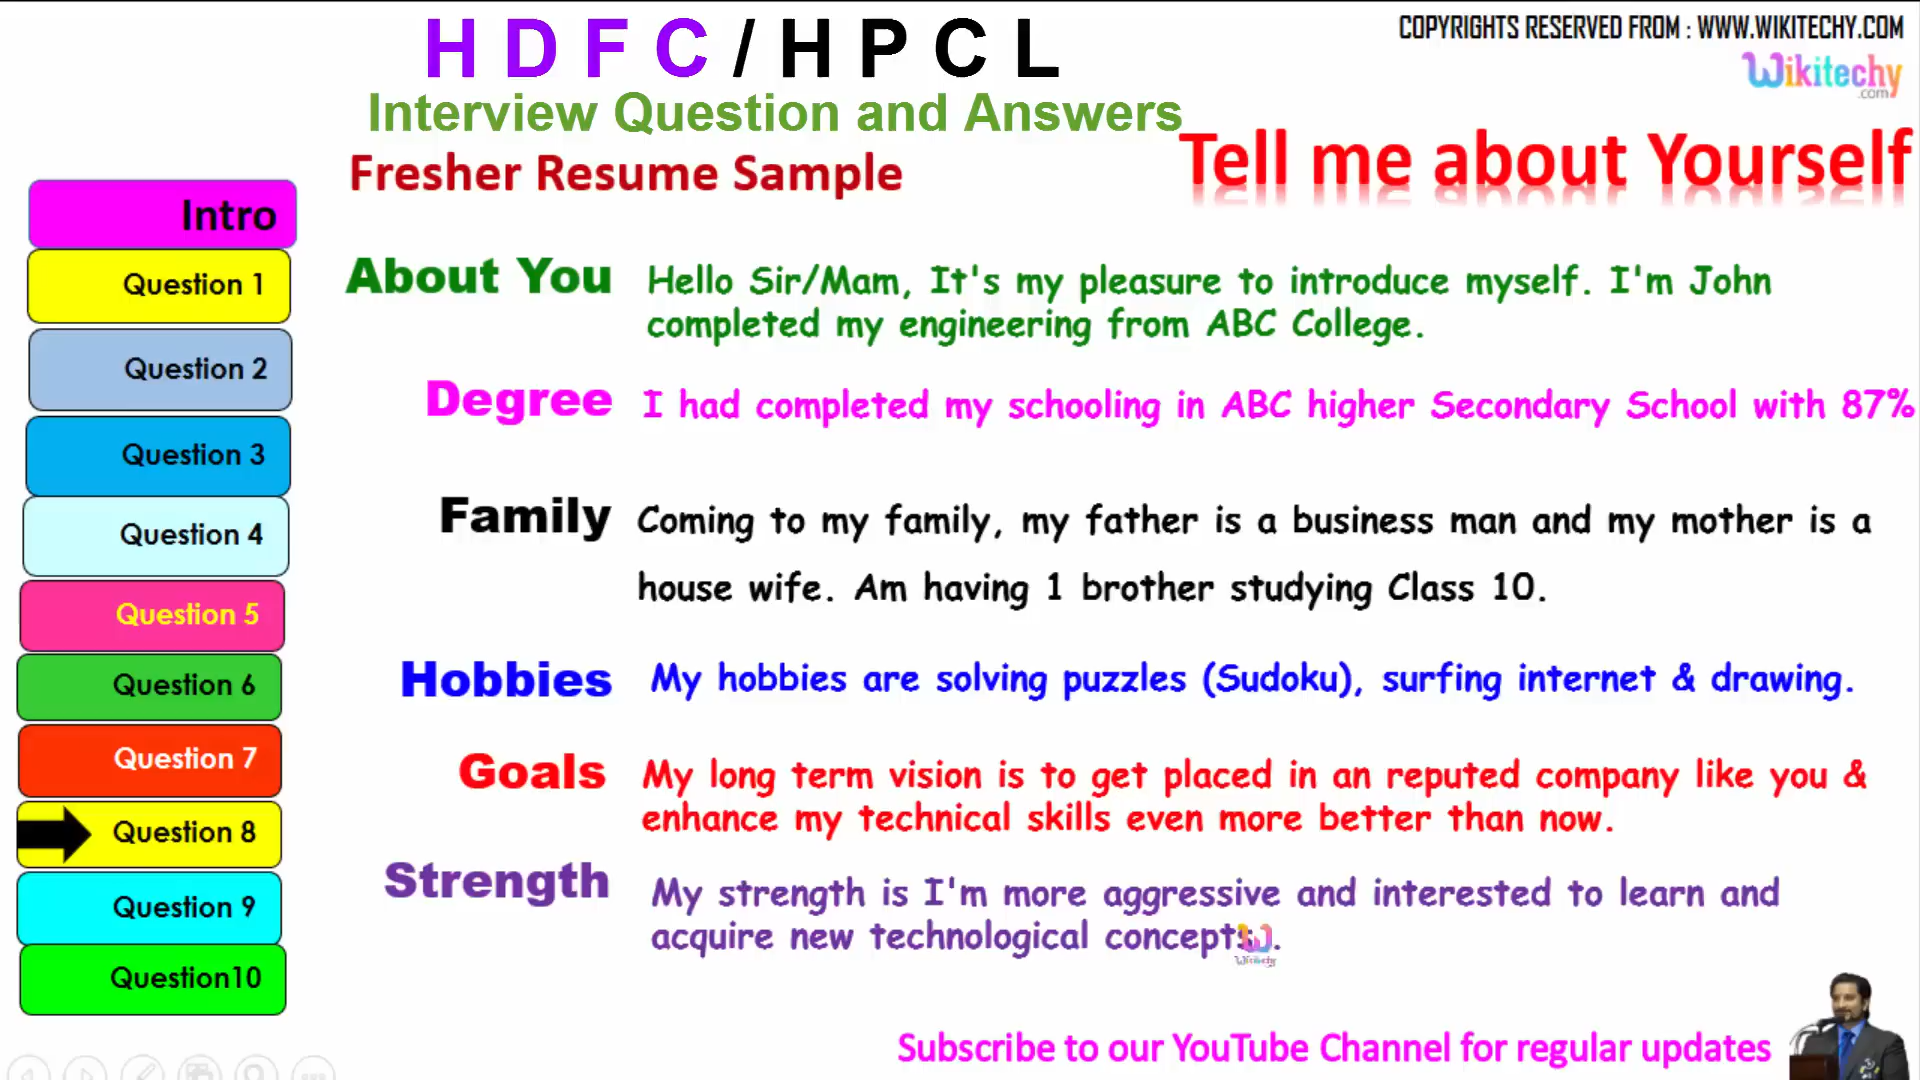 H D F C / H P C L
COPYRIGHTS RESERVED FROM : WWW.WIKITECHY.COM
Wikitechy
.com
Interview Question and Answers
Fresher Resume Sample
Tell me about Yourself
Intro
Question 1
Question 2
Question 3
Question 4
Question 5
Question 6
Question 7
Question 8
Question 9
Question10
About You
Hello Sir/Mam, It's my pleasure to introduce myself. I'm John
completed my engineering from ABC College.
Degree
I had completed my schooling in ABC higher Secondary School with 87%
Family
Coming to my family, my father is a business man and my mother is a
house wife. Am having 1 brother studying Class 10.
Hobbies
My hobbies are solving puzzles (Sudoku), surfing internet & drawing.
Goals
My long term vision is to get placed in an reputed company like you &
enhance my technical skills even more better than now.
Strength
My strength is I'm more aggressive and interested to learn and
acquire new technological concepts.
Wikitechy
Subscribe to our YouTube Channel for regular updates